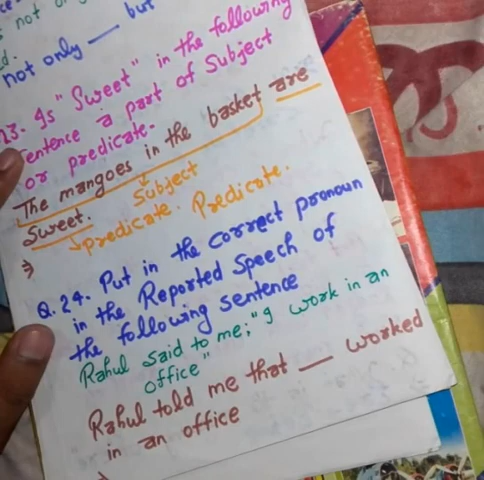 not
not only — but
23. Is "Sweet" in the following
Sentence a part of Subject
or predicate.
The mangoes in the basket are
Sweet.
Subject
predicate. Predicate.
Q.24. Put in the correct pronoun
in the Reported Speech of
the following sentence
Rahul said to me; "I work in an
office"
Rahul told me that — worked
in an office